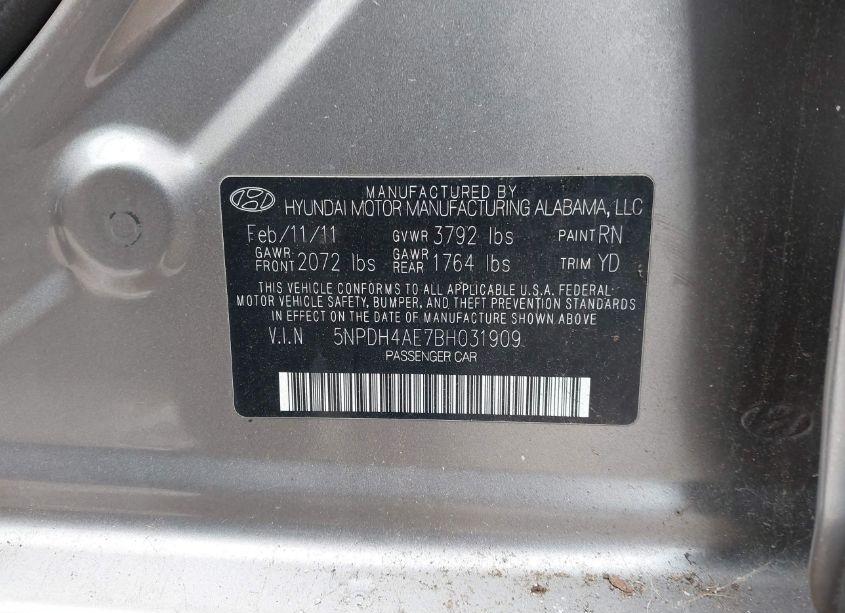 MANUFACTURED BY
HYUNDAI MOTOR MANUFACTURING ALABAMA, LLC
Feb/11/11 GVWR 3792 lbs PAINT RN
GAWR FRONT 2072 lbs GAWR REAR 1764 lbs TRIM YD
THIS VEHICLE CONFORMS TO ALL APPLICABLE U.S.A. FEDERAL
MOTOR VEHICLE SAFETY, BUMPER, AND THEFT PREVENTION STANDARDS
IN EFFECT ON THE DATE OF MANUFACTURE SHOWN ABOVE
V.I.N 5NPDH4AE7BH031909
PASSENGER CAR